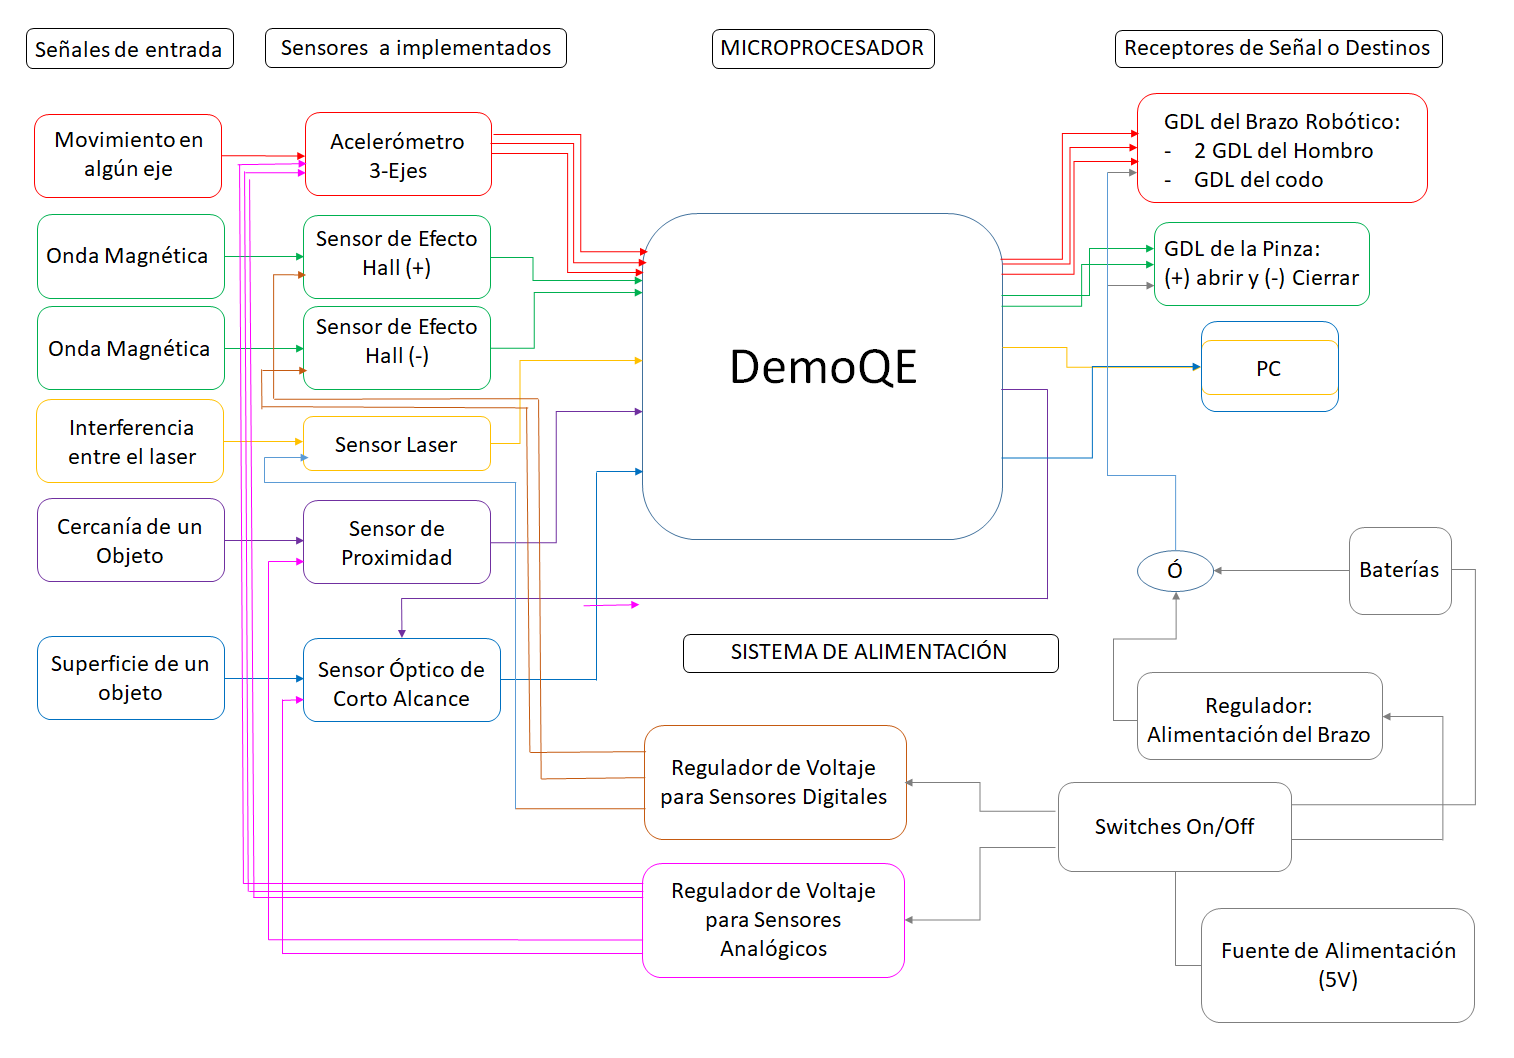 Señales de entrada
Sensores a implementados
MICROPROCESADOR
Receptores de Señal o Destinos
Movimiento en
algún eje
Acelerómetro
3-Ejes
GDL del Brazo Robótico:
- 2 GDL del Hombro
- GDL del codo
Onda Magnética
Sensor de Efecto
Hall (+)
GDL de la Pinza:
(+) abrir y (-) Cierrar
Onda Magnética
Sensor de Efecto
Hall (-)
DemoQE
PC
Interferencia
entre el laser
Sensor Laser
Cercanía de un
Objeto
Sensor de
Proximidad
Ó
Baterías
Superficie de un
objeto
Sensor Óptico de
Corto Alcance
SISTEMA DE ALIMENTACIÓN
Regulador:
Alimentación del Brazo
Regulador de Voltaje
para Sensores Digitales
Switches On/Off
Regulador de Voltaje
para Sensores
Analógicos
Fuente de Alimentación
(5V)